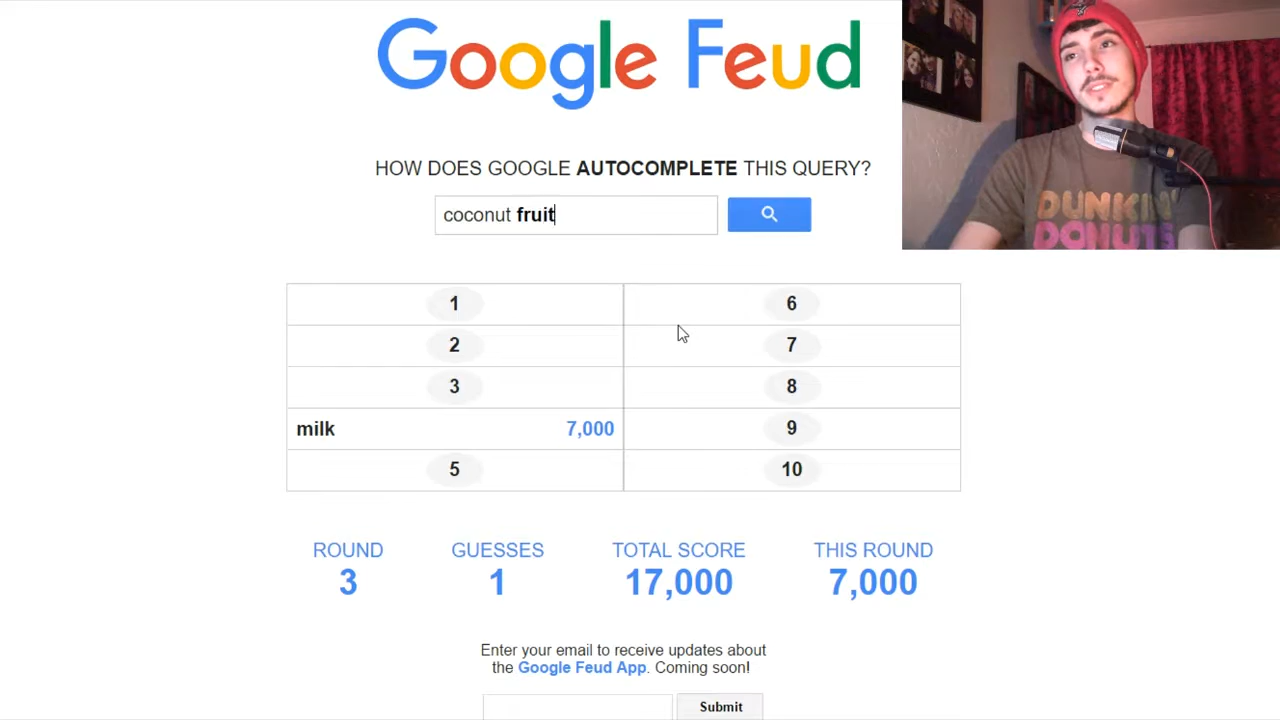 Google Feud
HOW DOES GOOGLE AUTOCOMPLETE THIS QUERY?
coconut fruit
1
6
2
7
3
8
milk 7,000
9
5
10
ROUND GUESSES TOTAL SCORE THIS ROUND
3 1 17,000 7,000
Enter your email to receive updates about
the Google Feud App. Coming soon!
Submit
DUNKIN'
DONUTS